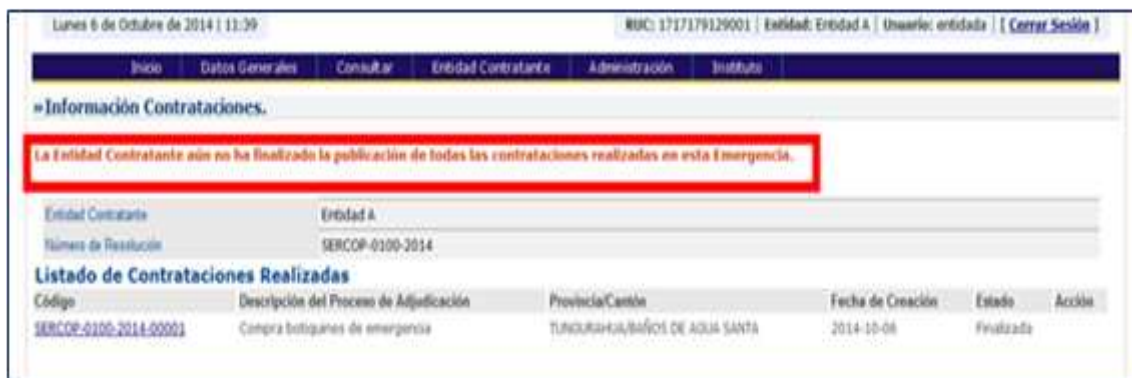 Lunes 6 de Octubre de 2014 | 11:39 RUC: 1717179129001 | Entidad: Entidad A | Usuario: entidada | [ Cerrar Sesión ]
Inicio Datos Generales Consultar Entidad Contratante Administración Instituto
»Información Contrataciones.
La Entidad Contratante aún no ha finalizado la publicación de todas las contrataciones realizadas en esta Emergencia.
Entidad Contratante Entidad A
Número de Resolución SERCOP-0100-2014
Listado de Contrataciones Realizadas
Código Descripción del Proceso de Adjudicación Provincia/Cantón Fecha de Creación Estado Acción
SERCOP-0100-2014-00001 Compra botiquines de emergencia TUNGURAHUA/BAÑOS DE AGUA SANTA 2014-10-06 Finalizada